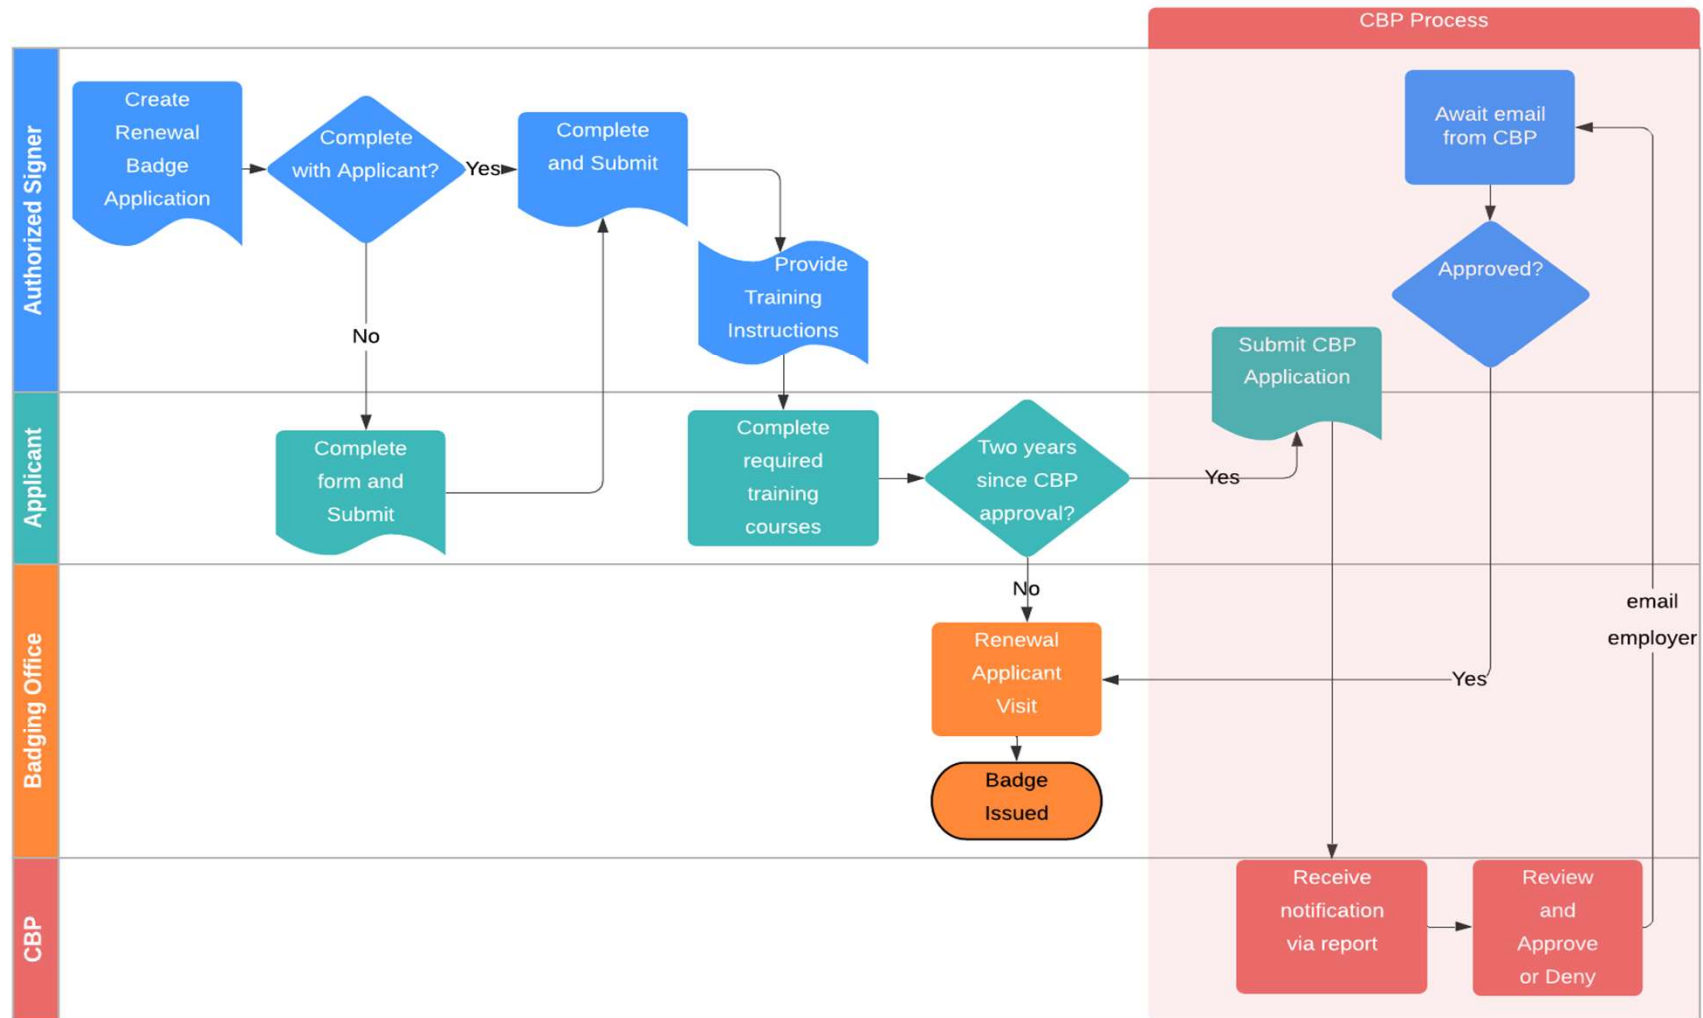 CBP Process
Authorized Signer
Create
Renewal
Badge
Application
Complete
with Applicant?
Yes
Complete
and Submit
Provide
Training
Instructions
No
Await email
from CBP
Approved?
Submit CBP
Application
Applicant
Complete
form and
Submit
Complete
required
training
courses
Two years
since CBP
approval?
Yes
No
Badging Office
Renewal
Applicant
Visit
Yes
email
employer
Badge
Issued
CBP
Receive
notification
via report
Review
and
Approve
or Deny